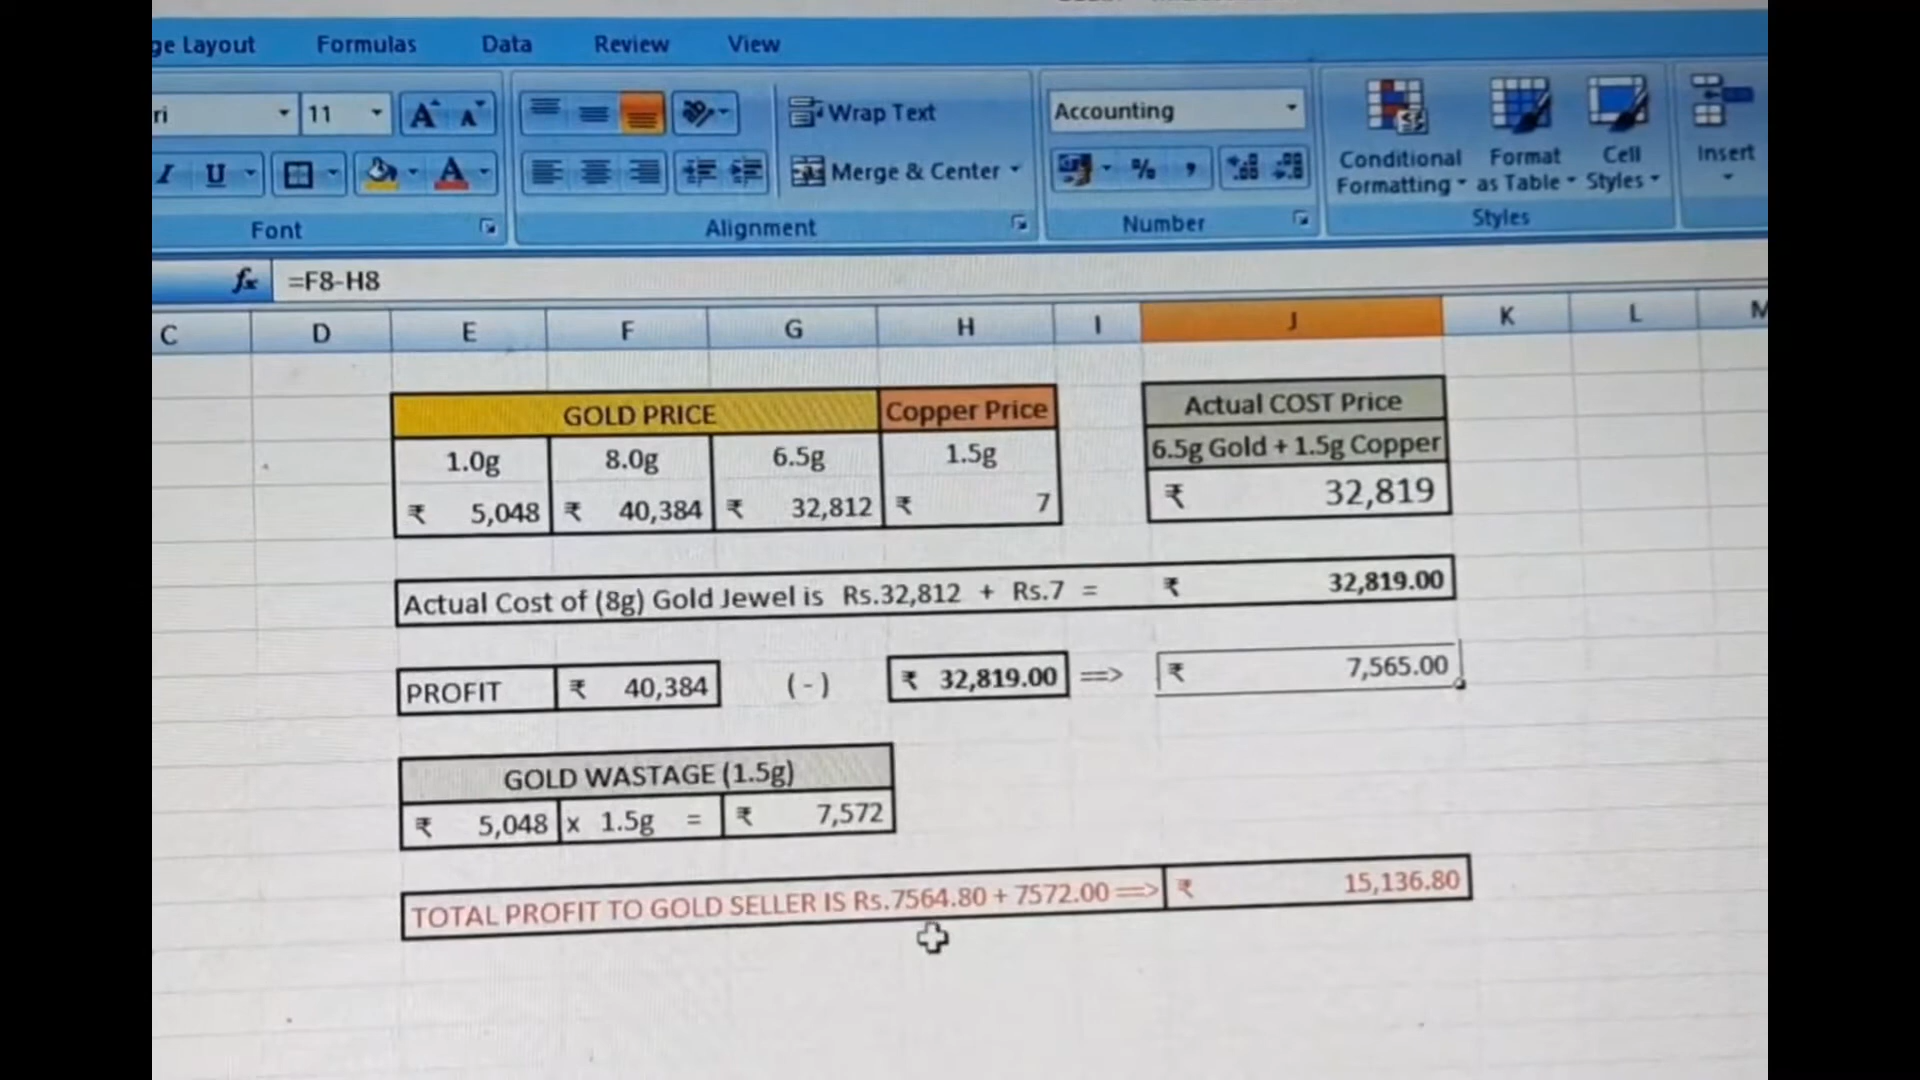 ge Layout Formulas Data Review View
ri 11 Wrap Text Accounting
I U A Merge & Center % , Conditional Formatting Format as Table Cell Styles Insert
Font Alignment Number Styles
fx =F8-H8
C D E F G H I J K L M
GOLD PRICE Copper Price Actual COST Price
1.0g 8.0g 6.5g 1.5g 6.5g Gold + 1.5g Copper
₹ 5,048 ₹ 40,384 ₹ 32,812 ₹ 7 ₹ 32,819
Actual Cost of (8g) Gold Jewel is Rs.32,812 + Rs.7 = ₹ 32,819.00
PROFIT ₹ 40,384 (-) ₹ 32,819.00 ==> ₹ 7,565.00
GOLD WASTAGE (1.5g)
₹ 5,048 x 1.5g = ₹ 7,572
TOTAL PROFIT TO GOLD SELLER IS Rs.7564.80 + 7572.00 ==> ₹ 15,136.80